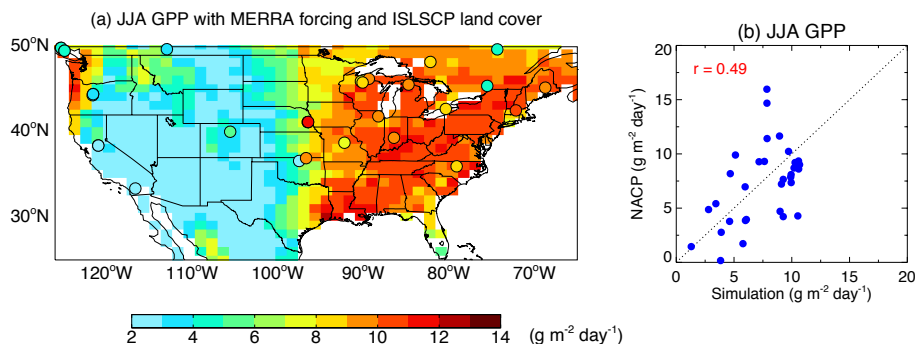 (a) JJA GPP with MERRA forcing and ISLSCP land cover
50°N
40°N
30°N
120°W 110°W 100°W 90°W 80°W 70°W
2 4 6 8 10 12 14 (g m⁻² day⁻¹)
(b) JJA GPP
r = 0.49
NACP (g m⁻² day⁻¹)
20
15
10
5
0
0 5 10 15 20
Simulation (g m⁻² day⁻¹)